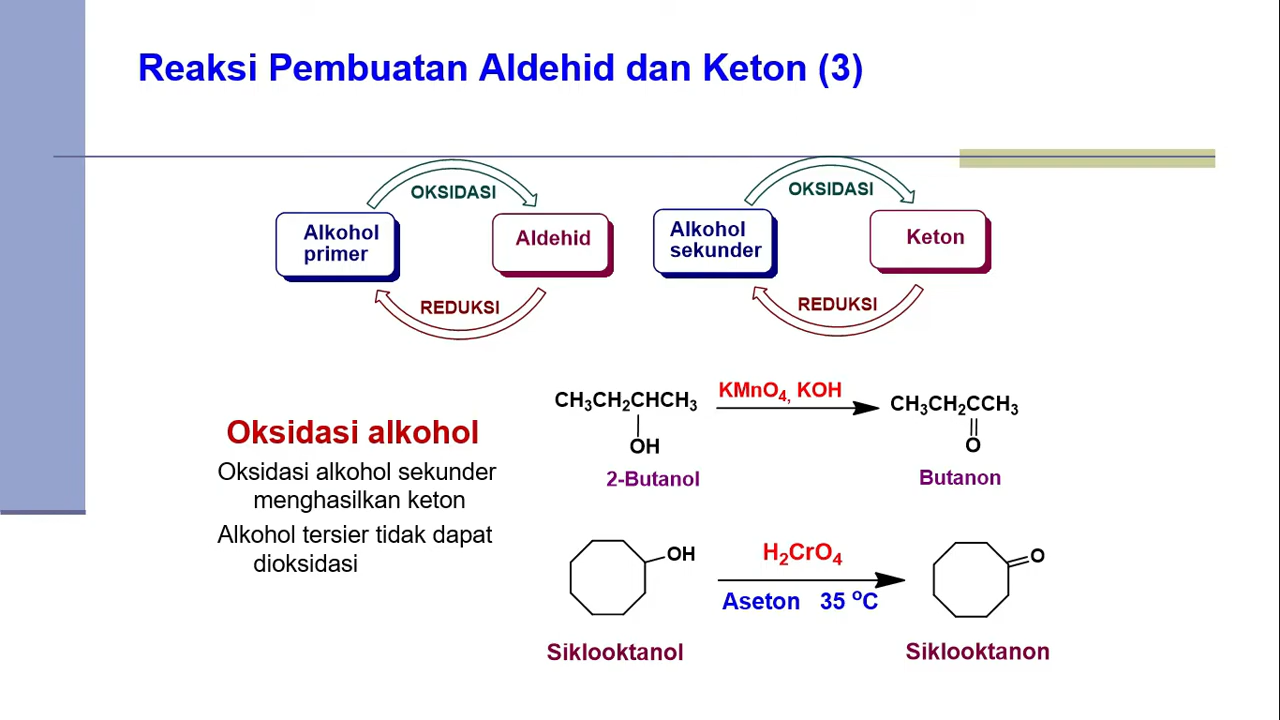 Reaksi Pembuatan Aldehid dan Keton (3)
OKSIDASI
Alkohol
primer
Aldehid
REDUKSI
OKSIDASI
Alkohol
sekunder
Keton
REDUKSI
Oksidasi alkohol
Oksidasi alkohol sekunder
menghasilkan keton
Alkohol tersier tidak dapat
dioksidasi
CH₃CH₂CHCH₃
OH
2-Butanol
KMnO₄, KOH
CH₃CH₂CCH₃
O
Butanon
OH
Siklooktanol
H₂CrO₄
Aseton 35 °C
O
Siklooktanon